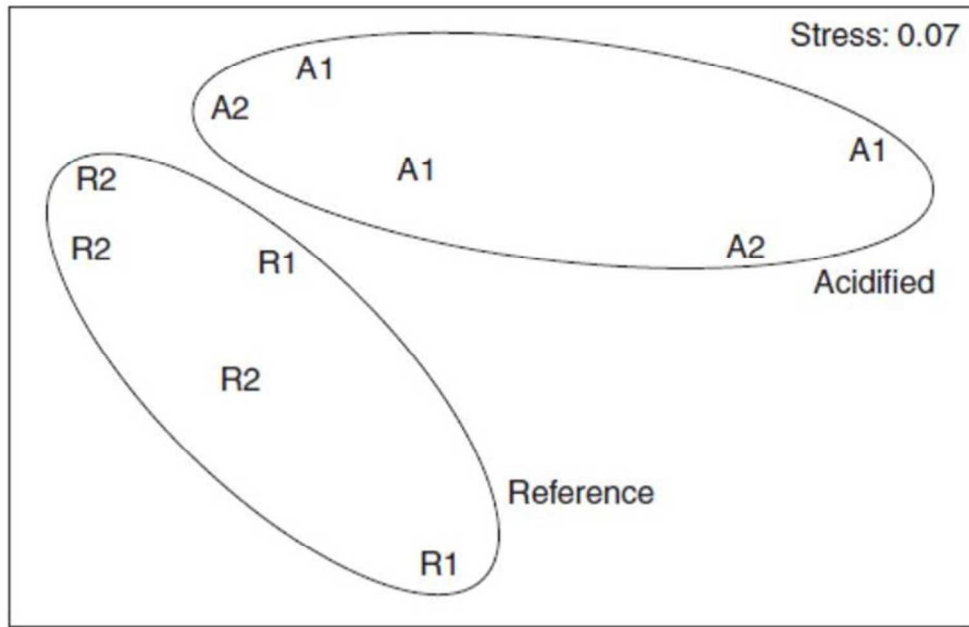 Stress: 0.07
A1
A2
A1
A1
R2
R2
R1
A2
Acidified
R2
Reference
R1